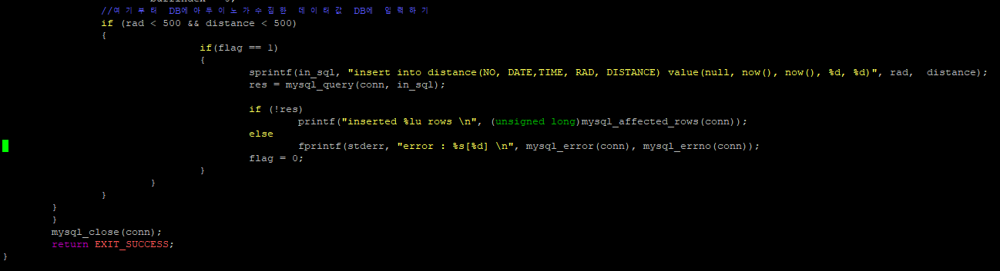 //여기부터 DB에아두이노가수집한 데이터값 DB에 입력하기
if (rad < 500 && distance < 500)
{
if(flag == 1)
{
sprintf(in_sql, "insert into distance(NO, DATE,TIME, RAD, DISTANCE) value(null, now(), now(), %d, %d)", rad,  distance);
res = mysql_query(conn, in_sql);
if (!res)
printf("inserted %lu rows \n", (unsigned long)mysql_affected_rows(conn));
else
fprintf(stderr, "error : %s[%d] \n", mysql_error(conn), mysql_errno(conn));
flag = 0;
}
}
}
}
}
mysql_close(conn);
return EXIT_SUCCESS;
}